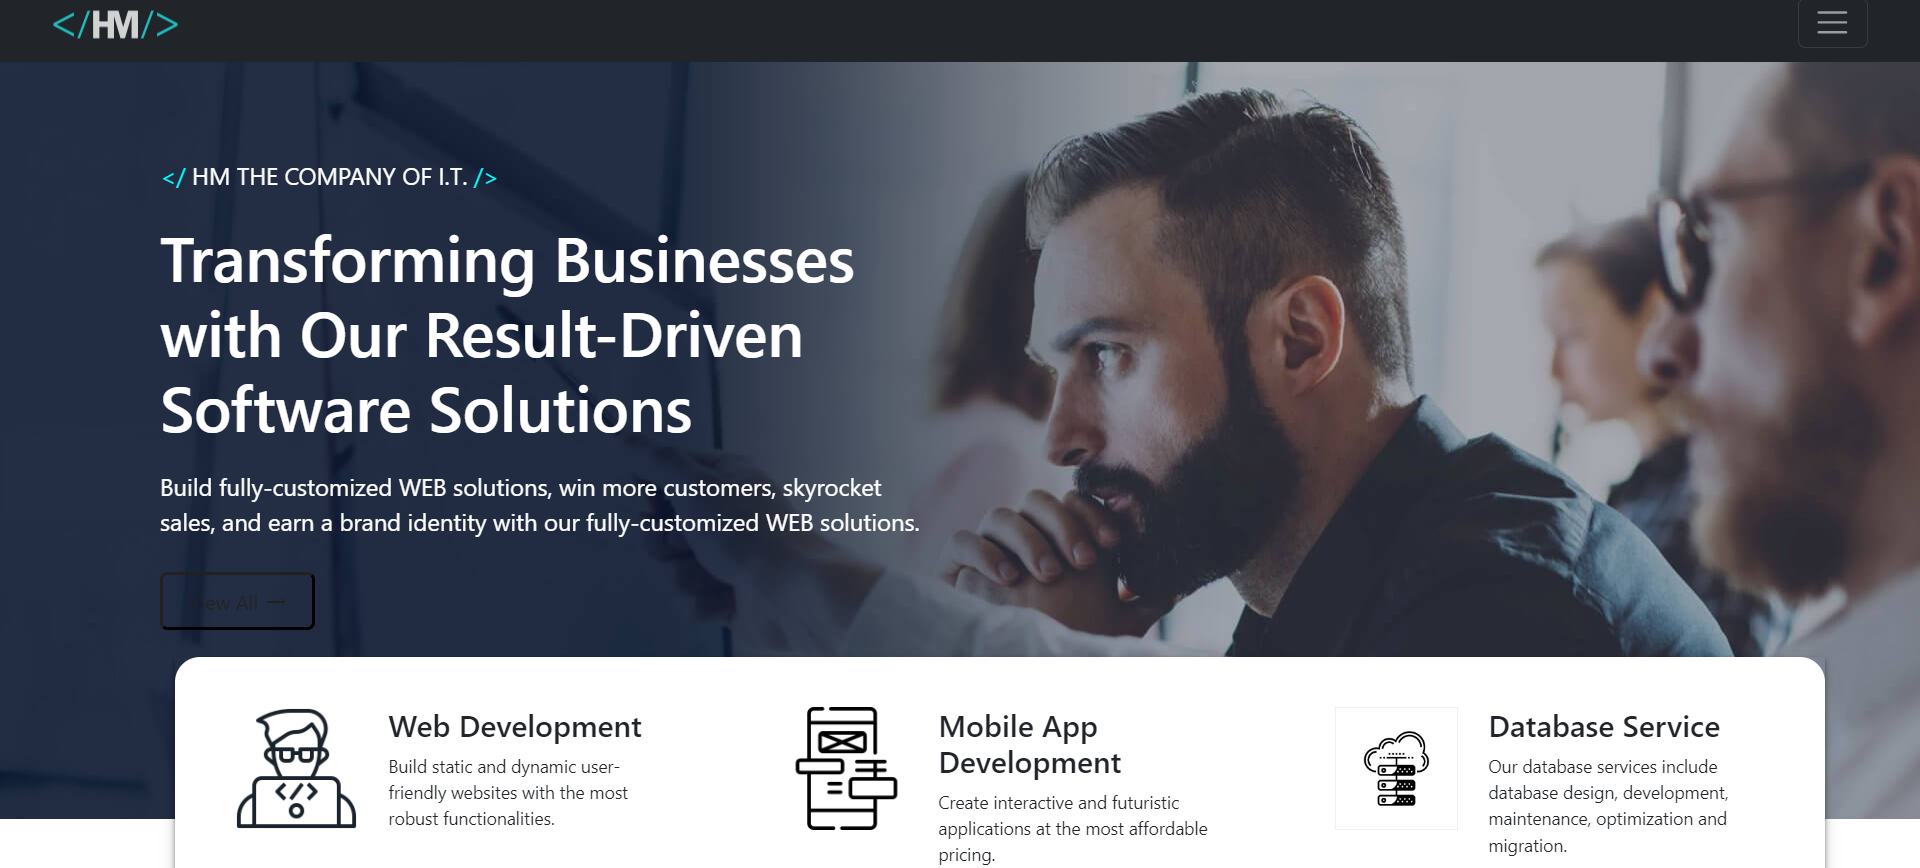 </HM/>
</ HM THE COMPANY OF I.T. />
Transforming Businesses
with Our Result-Driven
Software Solutions
Build fully-customized WEB solutions, win more customers, skyrocket
sales, and earn a brand identity with our fully-customized WEB solutions.
View All →
Web Development
Build static and dynamic user-
friendly websites with the most
robust functionalities.
Mobile App
Development
Create interactive and futuristic
applications at the most affordable
pricing.
Database Service
Our database services include
database design, development,
maintenance, optimization and
migration.